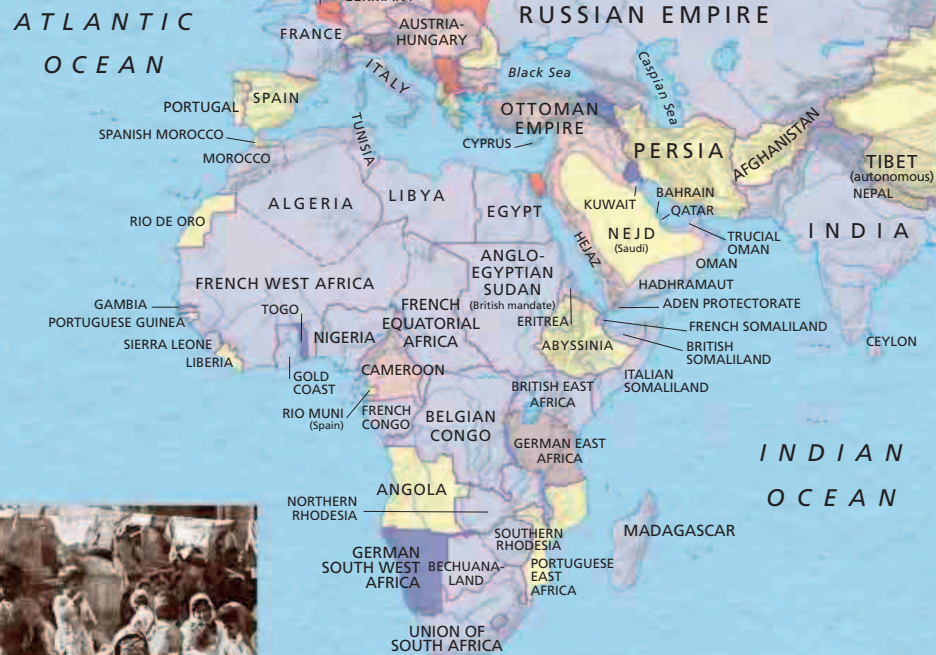 ATLANTIC
OCEAN
RUSSIAN EMPIRE
FRANCE
AUSTRIA-
HUNGARY
ITALY
Black Sea
Caspian Sea
PORTUGAL
SPAIN
OTTOMAN
EMPIRE
SPANISH MOROCCO
MOROCCO
TUNISIA
CYPRUS
PERSIA
AFGHANISTAN
TIBET
(autonomous)
NEPAL
ALGERIA
LIBYA
EGYPT
KUWAIT
BAHRAIN
QATAR
NEJD
(Saudi)
HEJAZ
TRUCIAL
OMAN
OMAN
INDIA
RIO DE ORO
FRENCH WEST AFRICA
ANGLO-
EGYPTIAN
SUDAN
(British mandate)
HADHRAMAUT
ADEN PROTECTORATE
GAMBIA
PORTUGUESE GUINEA
SIERRA LEONE
LIBERIA
TOGO
NIGERIA
FRENCH
EQUATORIAL
AFRICA
ERITREA
ABYSSINIA
FRENCH SOMALILAND
BRITISH
SOMALILAND
ITALIAN
SOMALILAND
CEYLON
GOLD
COAST
CAMEROON
RIO MUNI
(Spain)
FRENCH
CONGO
BELGIAN
CONGO
BRITISH EAST
AFRICA
GERMAN EAST
AFRICA
INDIAN
OCEAN
ANGOLA
NORTHERN
RHODESIA
SOUTHERN
RHODESIA
MADAGASCAR
GERMAN
SOUTH WEST
AFRICA
BECHUANA-
LAND
PORTUGUESE
EAST
AFRICA
UNION OF
SOUTH AFRICA